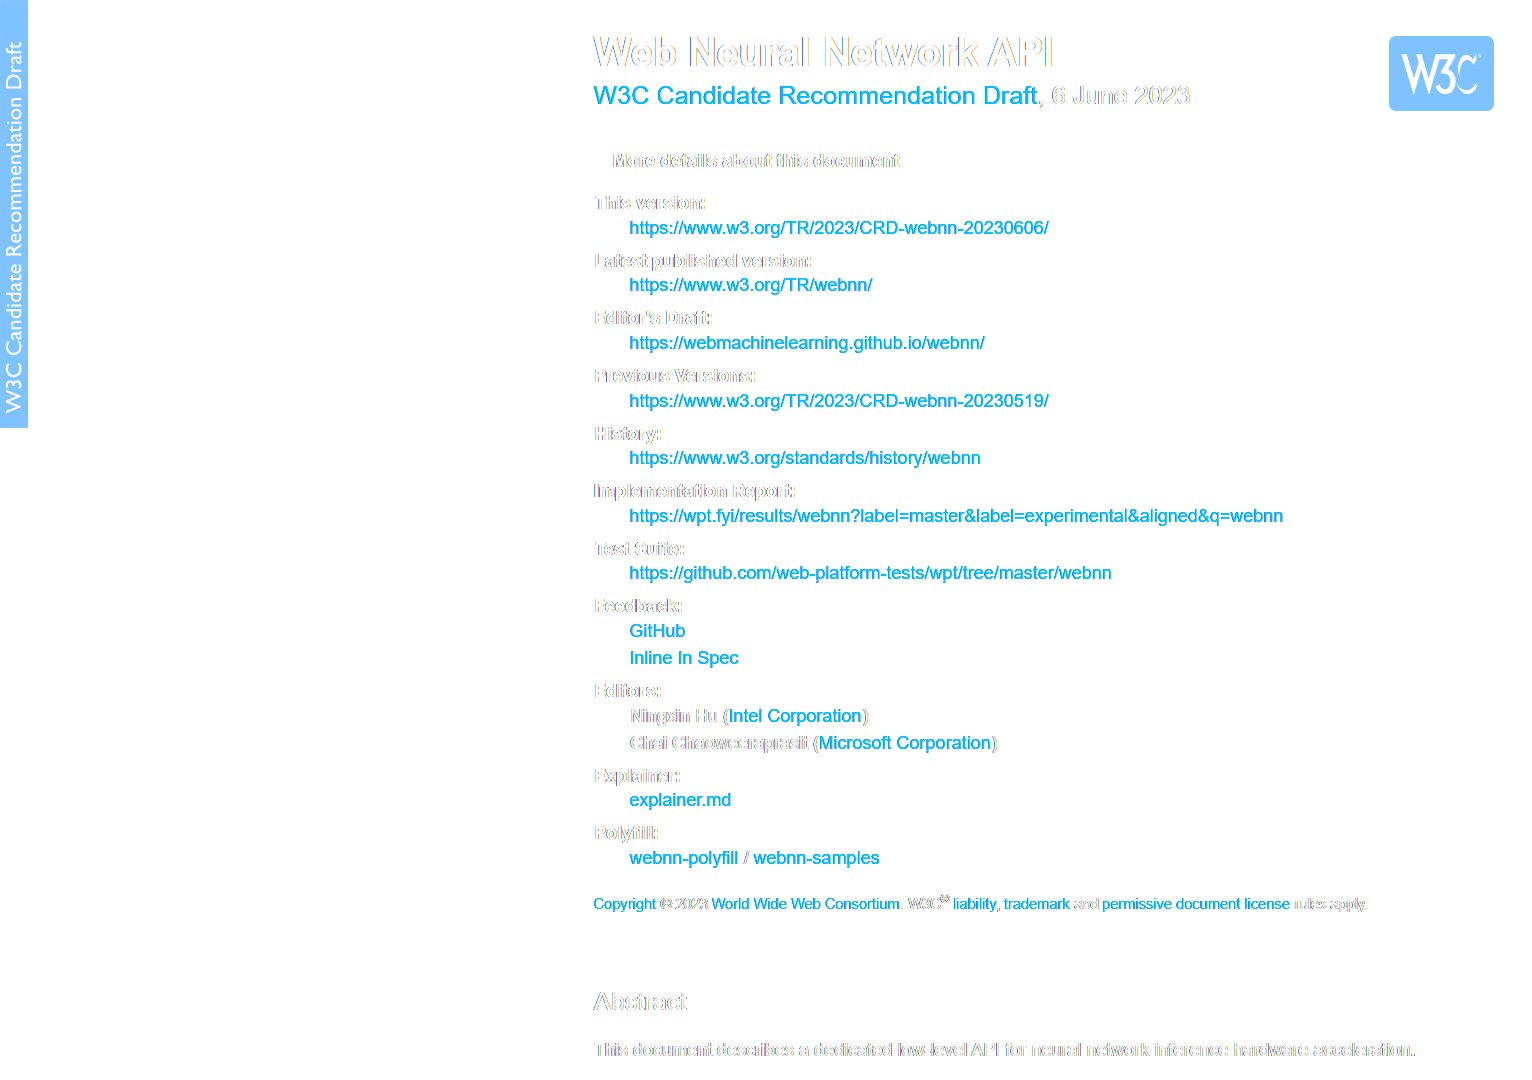 W3C Candidate Recommendation Draft
Web Neural Network API
W3C
W3C Candidate Recommendation Draft, 6 June 2023
More details about this document
This version:
https://www.w3.org/TR/2023/CRD-webnn-20230606/
Latest published version:
https://www.w3.org/TR/webnn/
Editor's Draft:
https://webmachinelearning.github.io/webnn/
Previous Versions:
https://www.w3.org/TR/2023/CRD-webnn-20230519/
History:
https://www.w3.org/standards/history/webnn
Implementation Report:
https://wpt.fyi/results/webnn?label=master&label=experimental&aligned&q=webnn
Test Suite:
https://github.com/web-platform-tests/wpt/tree/master/webnn
Feedback:
GitHub
Inline In Spec
Editors:
Ningxin Hu (Intel Corporation)
Chai Chaoweeraprasit (Microsoft Corporation)
Explainer:
explainer.md
Polyfill:
webnn-polyfill / webnn-samples
Copyright © 2023 World Wide Web Consortium. W3C® liability, trademark and permissive document license rules apply.
Abstract
This document describes a dedicated low-level API for neural network inference hardware acceleration.